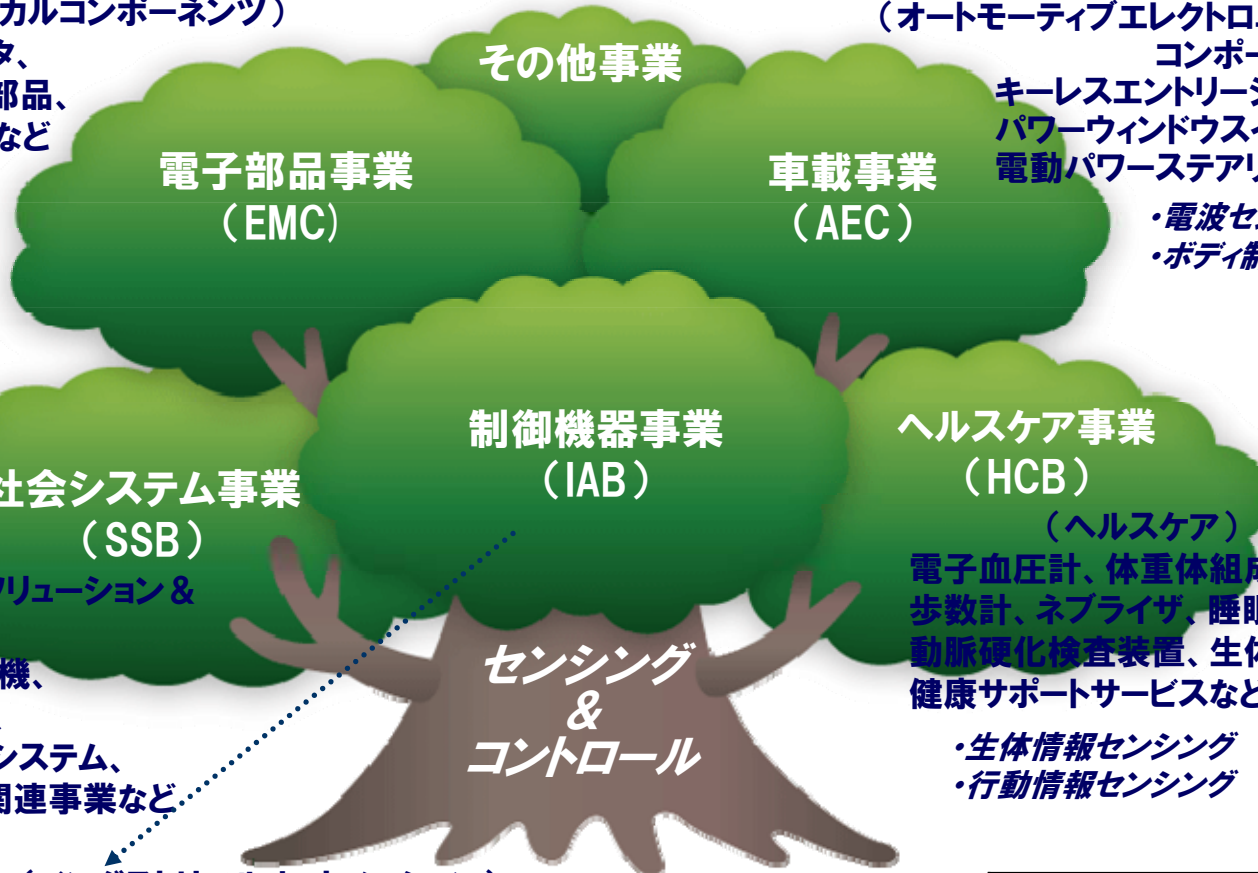 カルコンポーネンツ）
タ、
部品、
など
その他事業
（オートモーティブエレクトロ
コンポー
キーレスエントリー
パワーウィンドウス
電動パワーステアリ
・電波セ
・ボディ制
電子部品事業
（EMC）
車載事業
（AEC）
制御機器事業
（IAB）
ヘルスケア事業
（HCB）
（ヘルスケア）
電子血圧計、体重体組成
歩数計、ネブライザ、睡眠
動脈硬化検査装置、生体
健康サポートサービスなど
・生体情報センシング
・行動情報センシング
社会システム事業
（SSB）
ソリューション＆
機、
システム、
関連事業など
センシング
&
コントロール